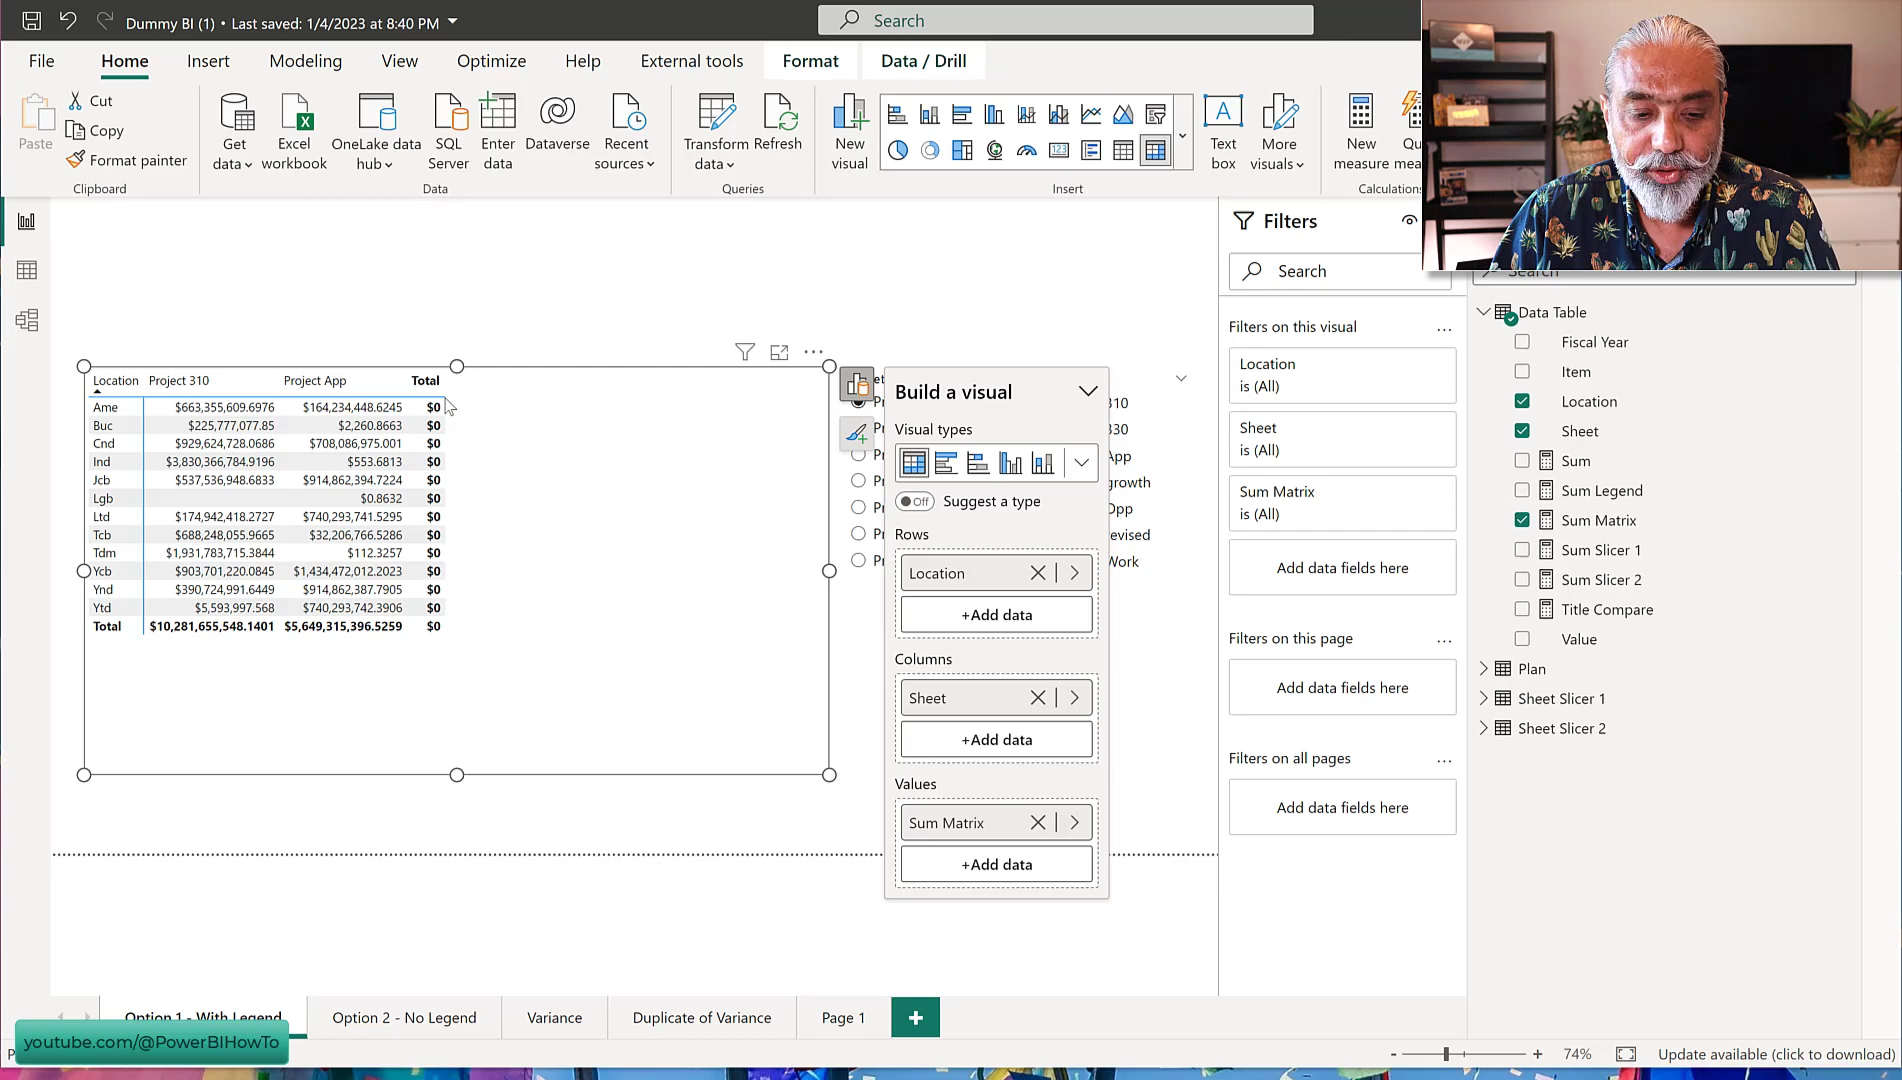 Dummy BI (1) • Last saved: 1/4/2023 at 8:40 PM
Search
File
Home
Insert
Modeling
View
Optimize
Help
External tools
Format
Data / Drill
Paste
Cut
Copy
Format painter
Clipboard
Get data
Excel workbook
OneLake data hub
SQL Server
Enter data
Dataverse
Recent sources
Data
Transform data
Refresh
Queries
New visual
Text box
More visuals
Insert
New measure
Calculations
Location Project 310 Project App Total
Ame $663,355,609.6976 $164,234,448.6245 $0
Buc $225,777,077.85 $2,260.8663 $0
Cnd $929,624,728.0686 $708,086,975.001 $0
Ind $3,830,366,784.9196 $553.6813 $0
Jcb $537,536,948.6833 $914,862,394.7224 $0
Lgb $0.8632 $0
Ltd $174,942,418.2727 $740,293,741.5295 $0
Tcb $688,248,055.9665 $32,206,766.5286 $0
Tdm $1,931,783,715.3844 $112.3257 $0
Ycb $903,701,220.0845 $1,434,472,012.2023 $0
Ynd $390,724,991.6449 $914,862,387.7905 $0
Ytd $5,593,997.568 $740,293,742.3906 $0
Total $10,281,655,548.1401 $5,649,315,396.5259 $0
310
330
App
growth
Opp
evised
Work
Build a visual
Visual types
Off Suggest a type
Rows
Location
+Add data
Columns
Sheet
+Add data
Values
Sum Matrix
+Add data
Filters
Search
Filters on this visual ...
Location
is (All)
Sheet
is (All)
Sum Matrix
is (All)
Add data fields here
Filters on this page ...
Add data fields here
Filters on all pages ...
Add data fields here
Search
Data Table
Fiscal Year
Item
Location
Sheet
Sum
Sum Legend
Sum Matrix
Sum Slicer 1
Sum Slicer 2
Title Compare
Value
Plan
Sheet Slicer 1
Sheet Slicer 2
Option 1 - With Legend
Option 2 - No Legend
Variance
Duplicate of Variance
Page 1
youtube.com/@PowerBIHowTo
- + 74%
Update available (click to download)